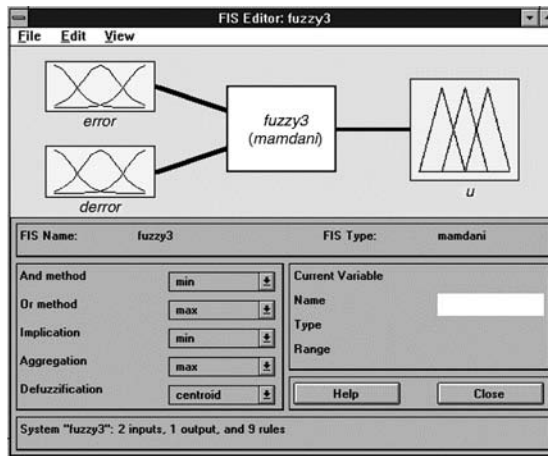 FIS Editor: fuzzy3
File Edit View
error
derror
fuzzy3
(mamdani)
u
FIS Name: fuzzy3 FIS Type: mamdani
And method min
Or method max
Implication min
Aggregation max
Defuzzification centroid
Current Variable
Name
Type
Range
Help Close
System "fuzzy3": 2 inputs, 1 output, and 9 rules